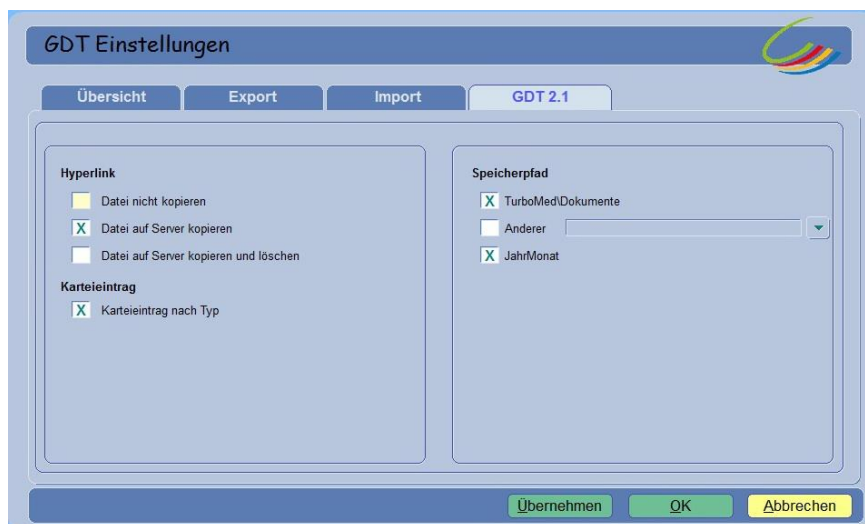 GDT Einstellungen
Übersicht
Export
Import
GDT 2.1
Hyperlink
Datei nicht kopieren
X Datei auf Server kopieren
Datei auf Server kopieren und löschen
Karteieintrag
X Karteieintrag nach Typ
Speicherpfad
X TurboMed\Dokumente
Anderer
X JahrMonat
Übernehmen
OK
Abbrechen